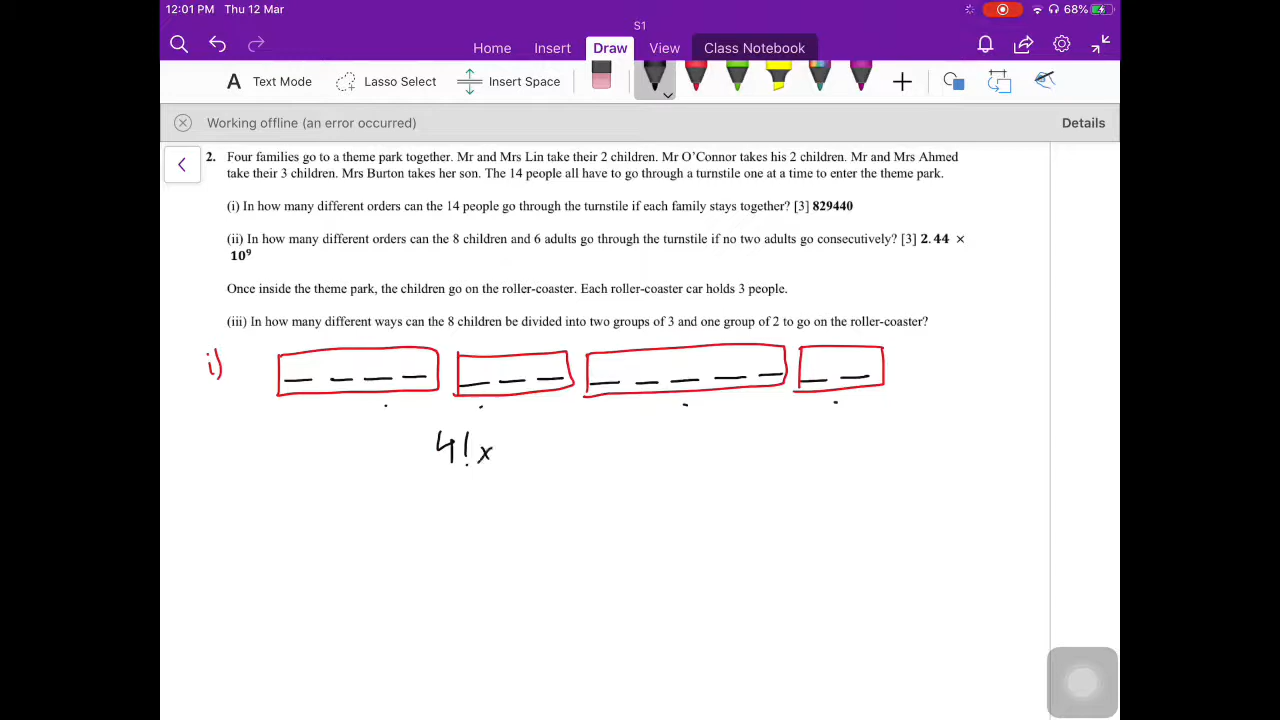 12:01 PM Thu 12 Mar
68%
S1
Home Insert Draw View Class Notebook
A Text Mode Lasso Select Insert Space
Working offline (an error occurred) Details
2. Four families go to a theme park together. Mr and Mrs Lin take their 2 children. Mr O'Connor takes his 2 children. Mr and Mrs Ahmed
take their 3 children. Mrs Burton takes her son. The 14 people all have to go through a turnstile one at a time to enter the theme park.
(i) In how many different orders can the 14 people go through the turnstile if each family stays together? [3] 829440
(ii) In how many different orders can the 8 children and 6 adults go through the turnstile if no two adults go consecutively? [3] 2.44 ×
10⁹
Once inside the theme park, the children go on the roller-coaster. Each roller-coaster car holds 3 people.
(iii) In how many different ways can the 8 children be divided into two groups of 3 and one group of 2 to go on the roller-coaster?
i)
4! x